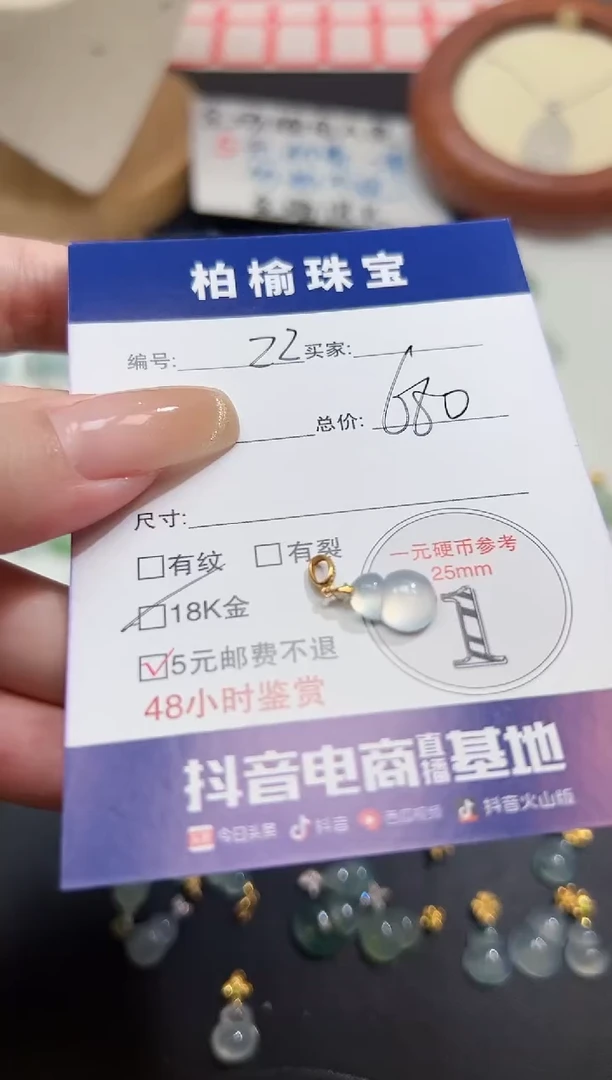 柏榆珠宝
编号: 22 买家:
总价: 680
尺寸:
有纹 有裂
18K金
5元邮费不退
48小时鉴赏
一元硬币参考
25mm
1
抖音电商直播基地
今日头条 抖音 西瓜视频 抖音火山版